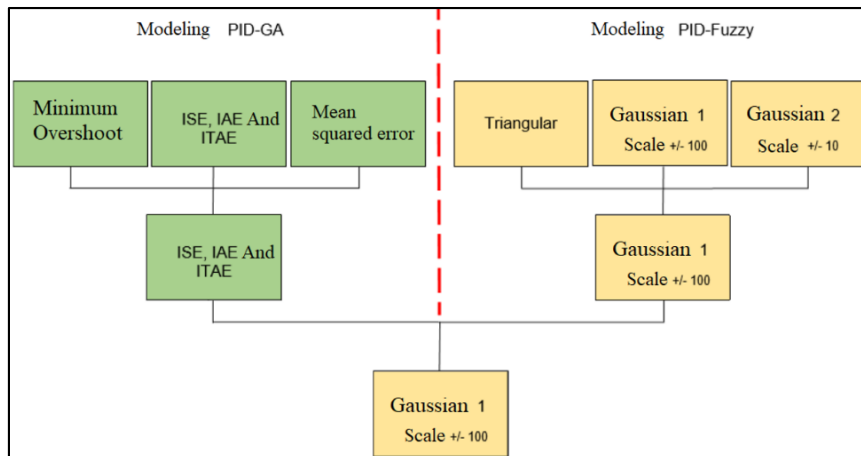 Modeling PID-GA
Modeling PID-Fuzzy
Minimum
Overshoot
ISE, IAE And
ITAE
Mean
squared error
Triangular
Gaussian 1
Scale +/- 100
Gaussian 2
Scale +/- 10
ISE, IAE And
ITAE
Gaussian 1
Scale +/- 100
Gaussian 1
Scale +/- 100